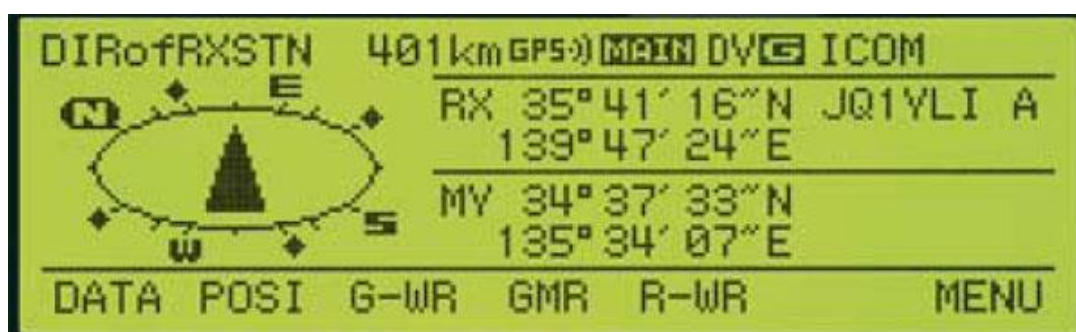 DIRofRXSTN 401km GPS MAIN DV G ICOM
N E S W
RX 35°41′16″N JQ1YLI A
139°47′24″E
MY 34°37′33″N
135°34′07″E
DATA POSI G-WR GMR R-WR MENU